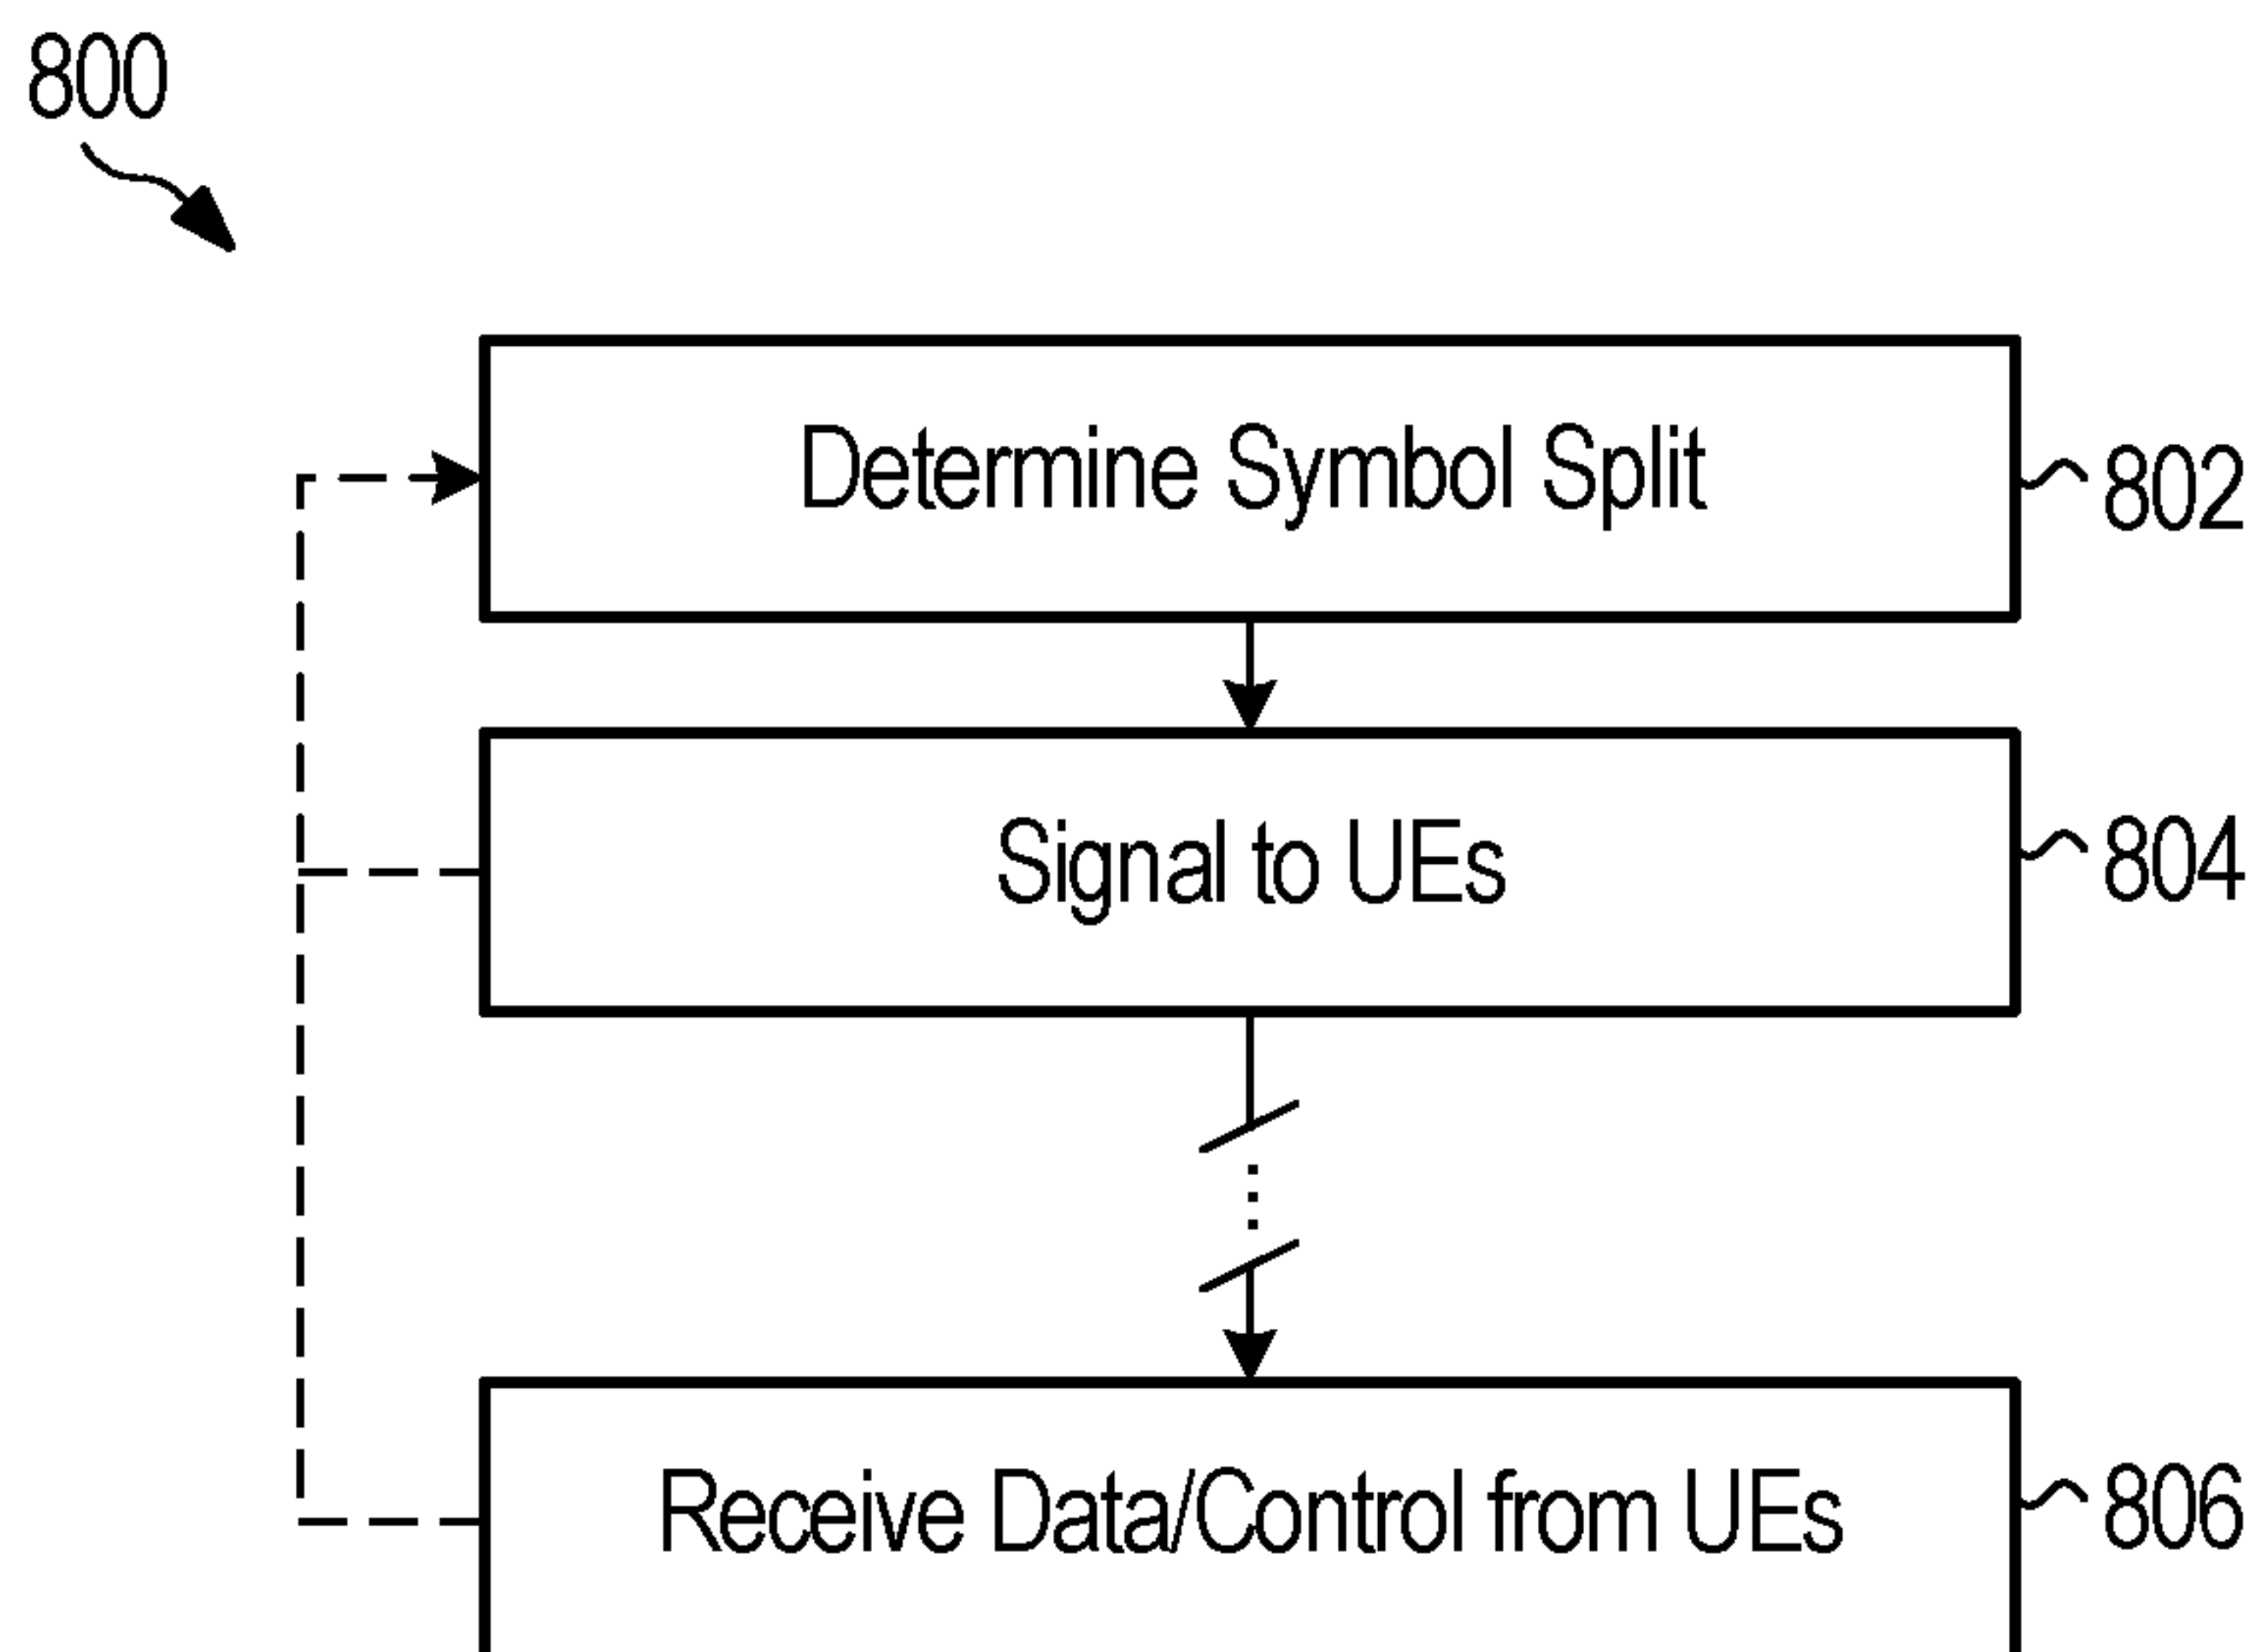 800
Determine Symbol Split
802
Signal to UEs
804
Receive Data/Control from UEs
806